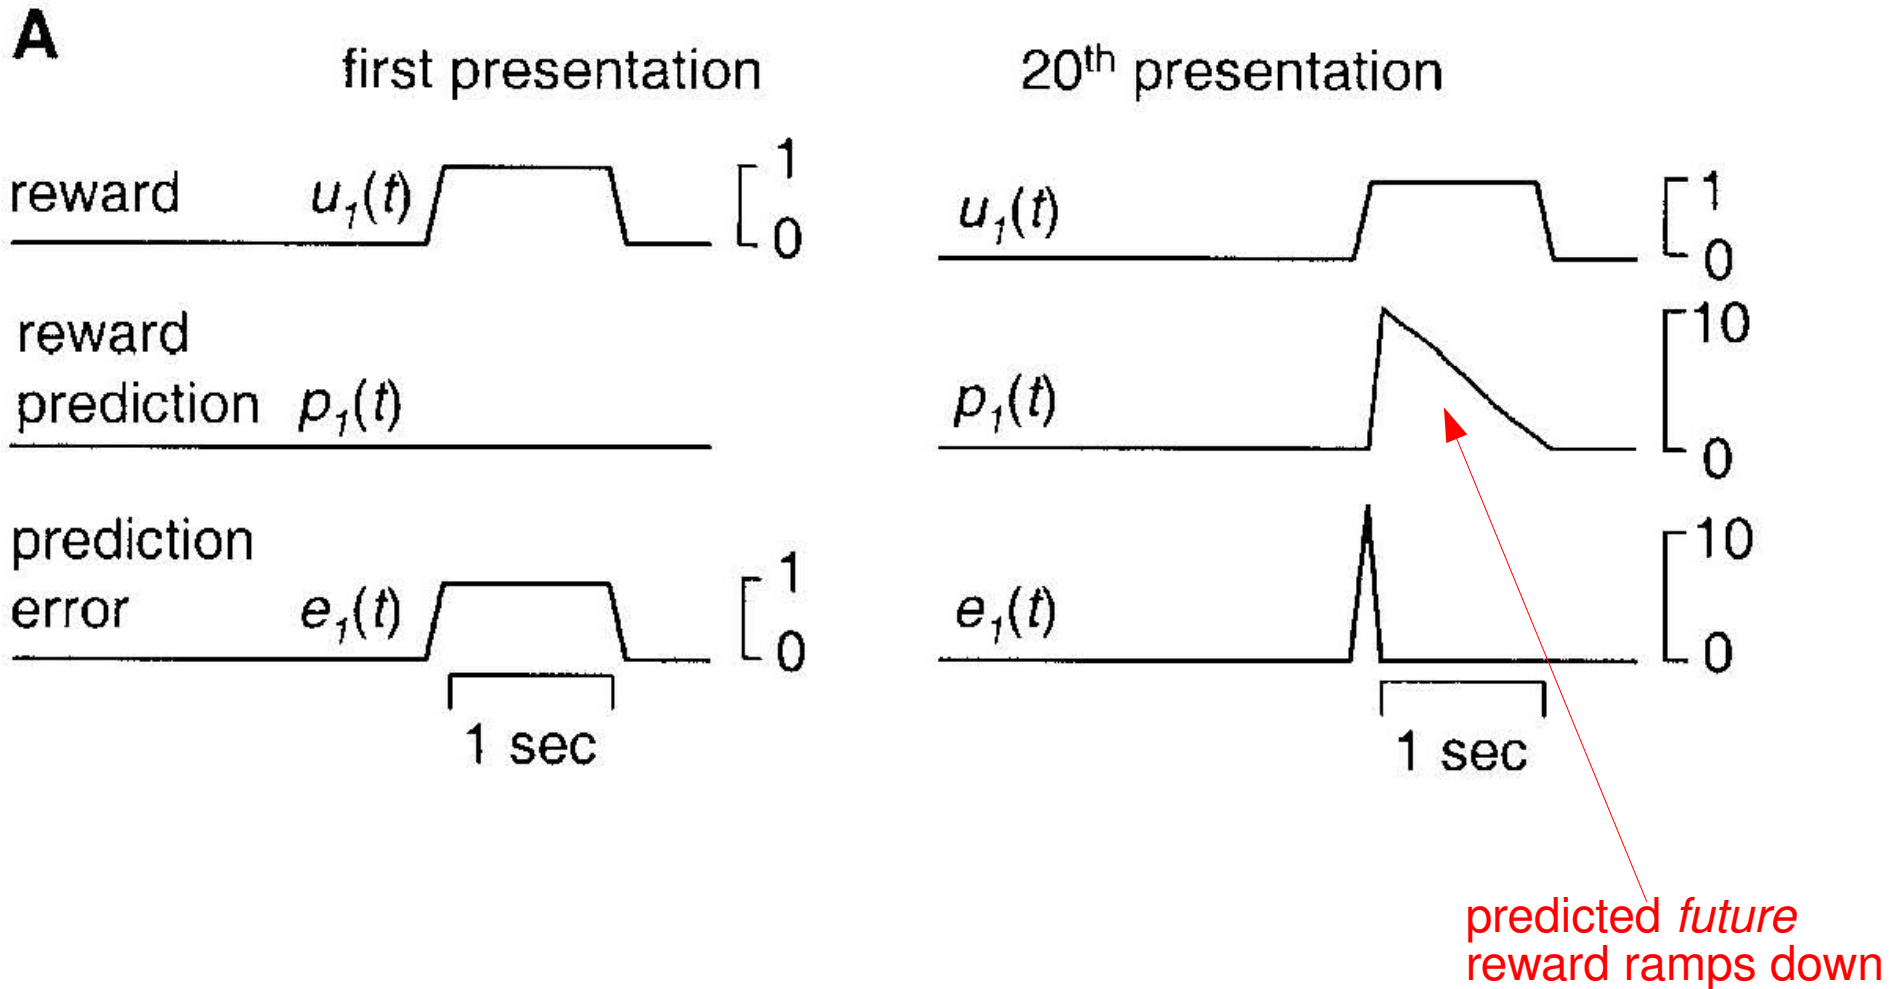 A
first presentation
20th presentation
reward u1(t) 1 0
u1(t) 1 0
reward
prediction p1(t)
p1(t) 10 0
prediction
error e1(t) 1 0
e1(t) 10 0
1 sec
1 sec
predicted future
reward ramps down